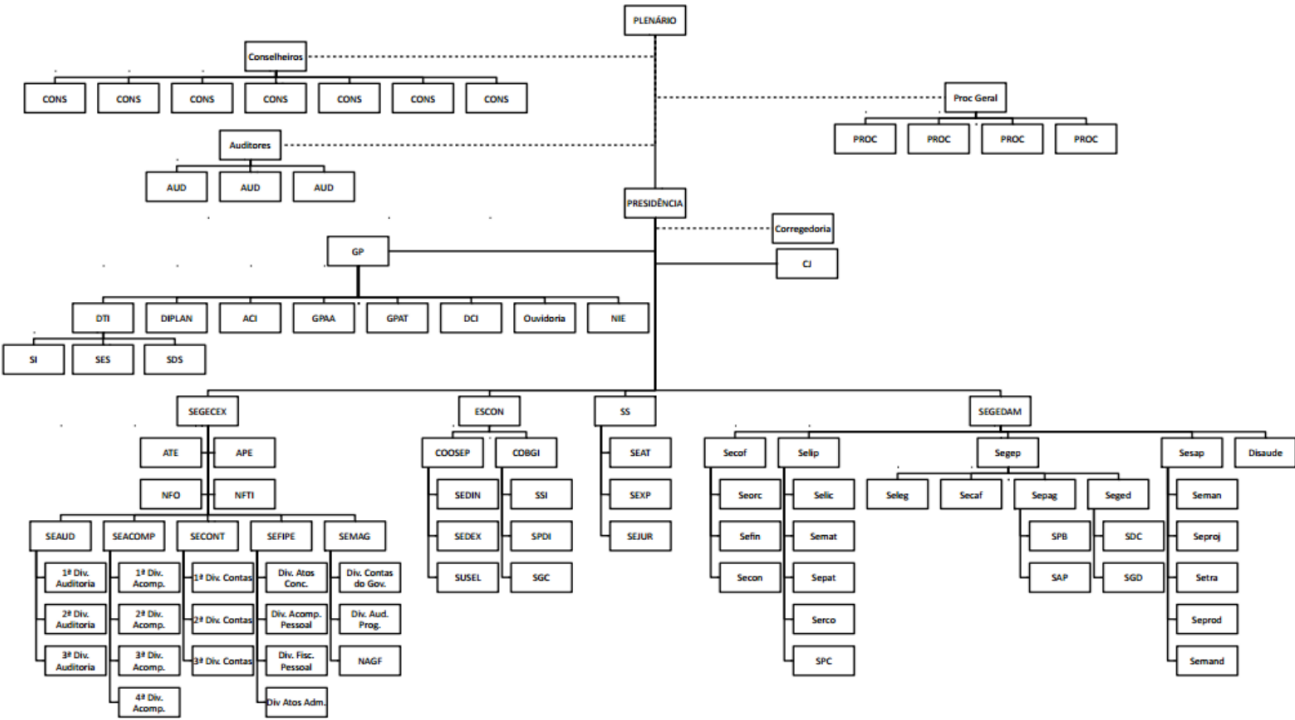 PLENÁRIO
Conselheiros
CONS CONS CONS CONS CONS CONS CONS
Proc Geral
PROC PROC PROC PROC
Auditores
AUD AUD AUD
PRESIDÊNCIA
Corregedoria
GP
CJ
DTI DIPLAN ACI GPAA GPAT DCI Ouvidoria NIE
SI SES SDS
SEGECEX ESCON SS SEGEDAM
ATE APE COOSEP COBGI SEAT Secof Selip Segep Sesap Disaude
NFO NFTI SEDIN SSI SEXP Seorc Selic Seleg Secaf Sepag Seged Seman
SEAUD SEACOMP SECONT SEFIPE SEMAG SEDEX SPDI SEJUR Sefin Semat SPB SDC Seproj
1ª Div.
Auditoria
1ª Div.
Acomp.
1ª Div. Contas
Div. Atos
Conc.
Div. Contas
do Gov.
SUSEL SGC Secon Sepat SAP SGD Setra
2ª Div.
Auditoria
2ª Div.
Acomp.
2ª Div. Contas
Div. Acomp.
Pessoal
Div. Aud.
Prog.
Serco Seprod
3ª Div.
Auditoria
3ª Div.
Acomp.
3ª Div. Contas
Div. Fisc.
Pessoal
NAGF
SPC Semand
4ª Div.
Acomp.
Div Atos Adm.